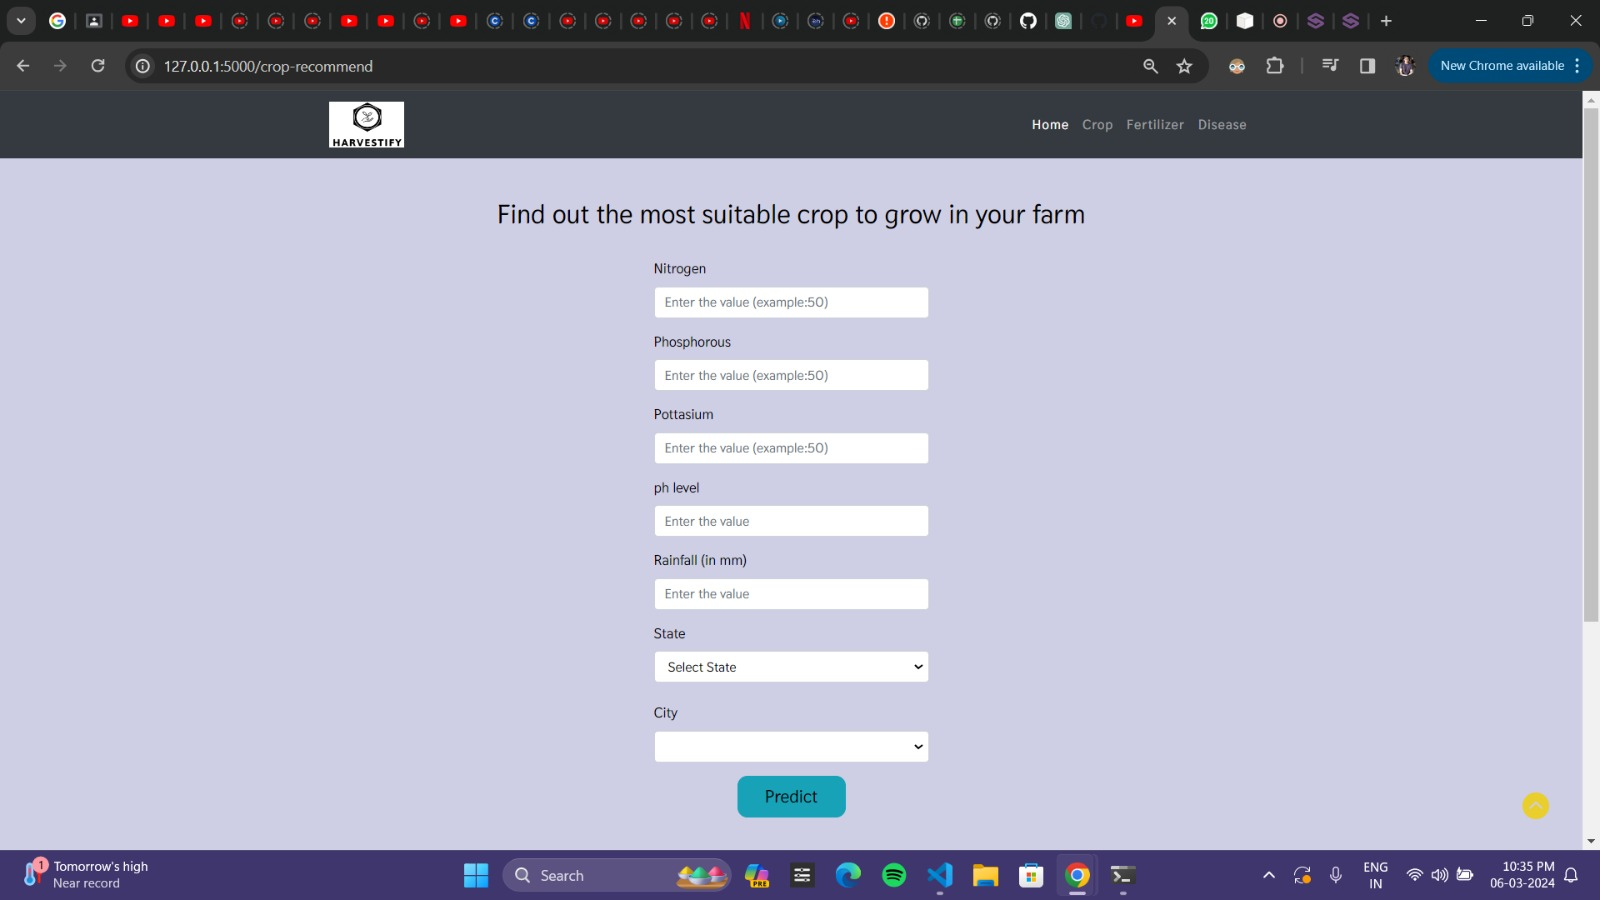 20
127.0.0.1:5000/crop-recommend
New Chrome available
HARVESTIFY
Home Crop Fertilizer Disease
Find out the most suitable crop to grow in your farm
Nitrogen
Enter the value (example:50)
Phosphorous
Enter the value (example:50)
Pottasium
Enter the value (example:50)
ph level
Enter the value
Rainfall (in mm)
Enter the value
State
Select State
City
Predict
1
Tomorrow's high
Near record
Search
PRE
ENG
IN
10:35 PM
06-03-2024